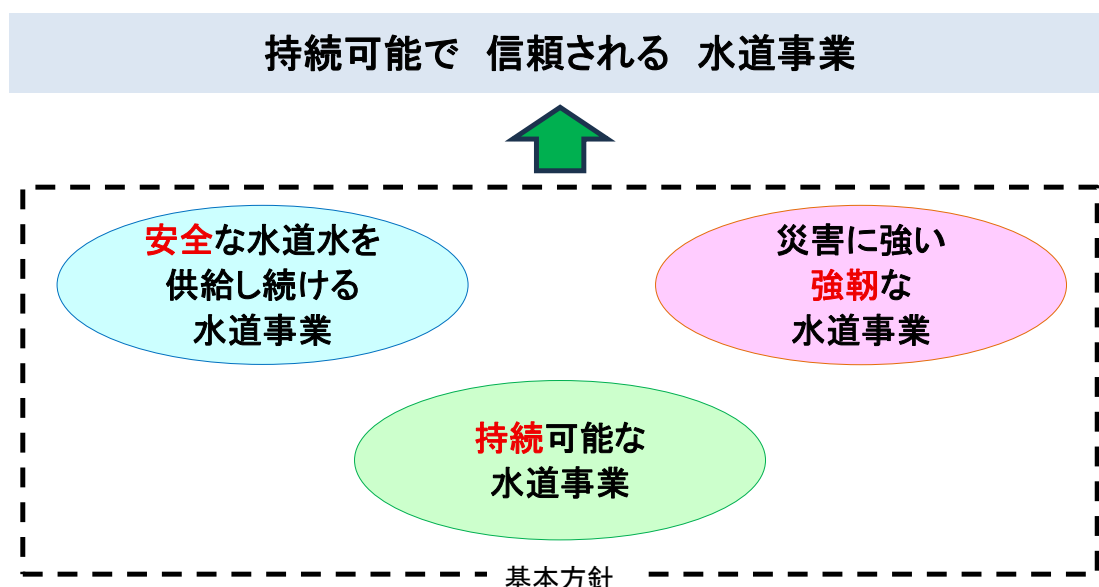 持続可能で　信頼される　水道事業
安全な水道水を
供給し続ける
水道事業
災害に強い
強靭な
水道事業
持続可能な
水道事業
基本方針